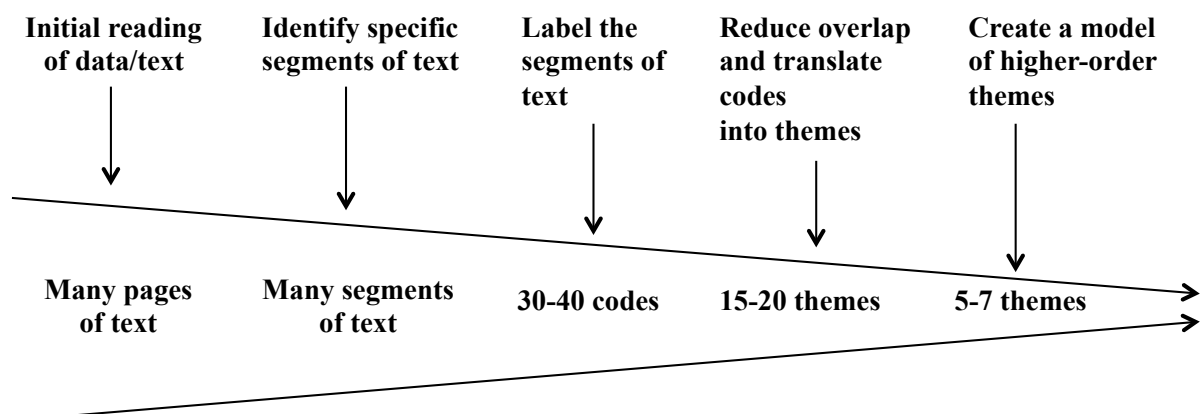 Initial reading
of data/text
Identify specific
segments of text
Label the
segments of
text
Reduce overlap
and translate
codes
into themes
Create a model
of higher-order
themes
Many pages
of text
Many segments
of text
30-40 codes
15-20 themes
5-7 themes